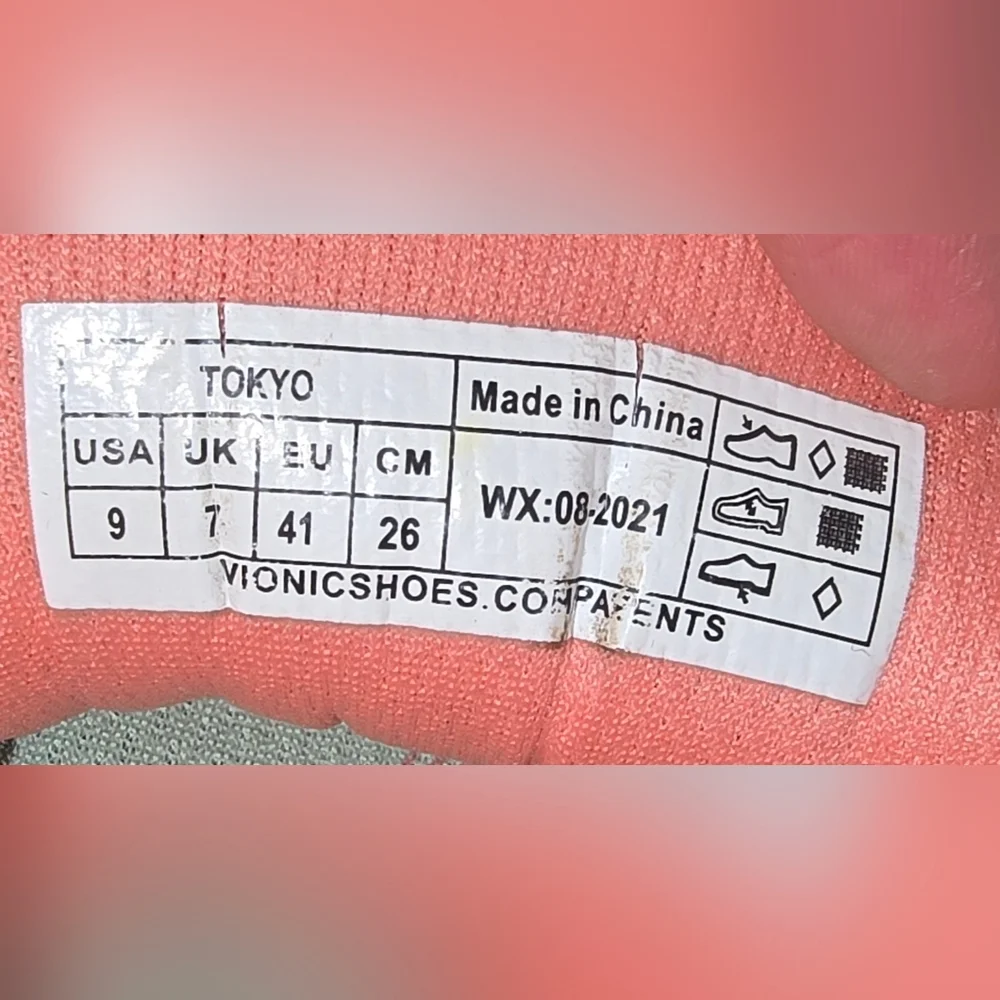 TOKYO
Made in China
USA UK EU CM
9 7 41 26
WX:08-2021
VIONICSHOES.COM/PATENTS